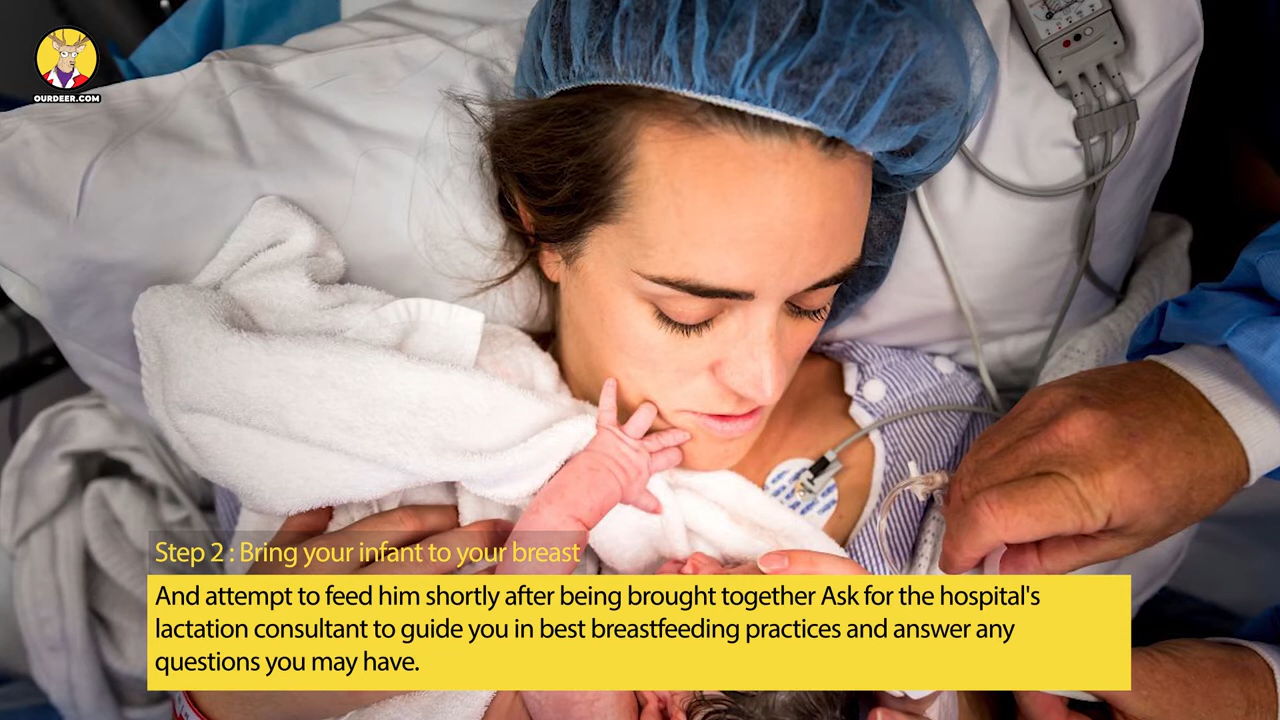 OURDEER.COM
Step 2 : Bring your infant to your breast
And attempt to feed him shortly after being brought together Ask for the hospital's
lactation consultant to guide you in best breastfeeding practices and answer any
questions you may have.